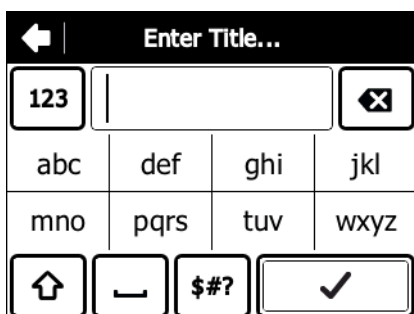 Enter Title...
123
abc def ghi jkl
mno pqrs tuv wxyz
$#?